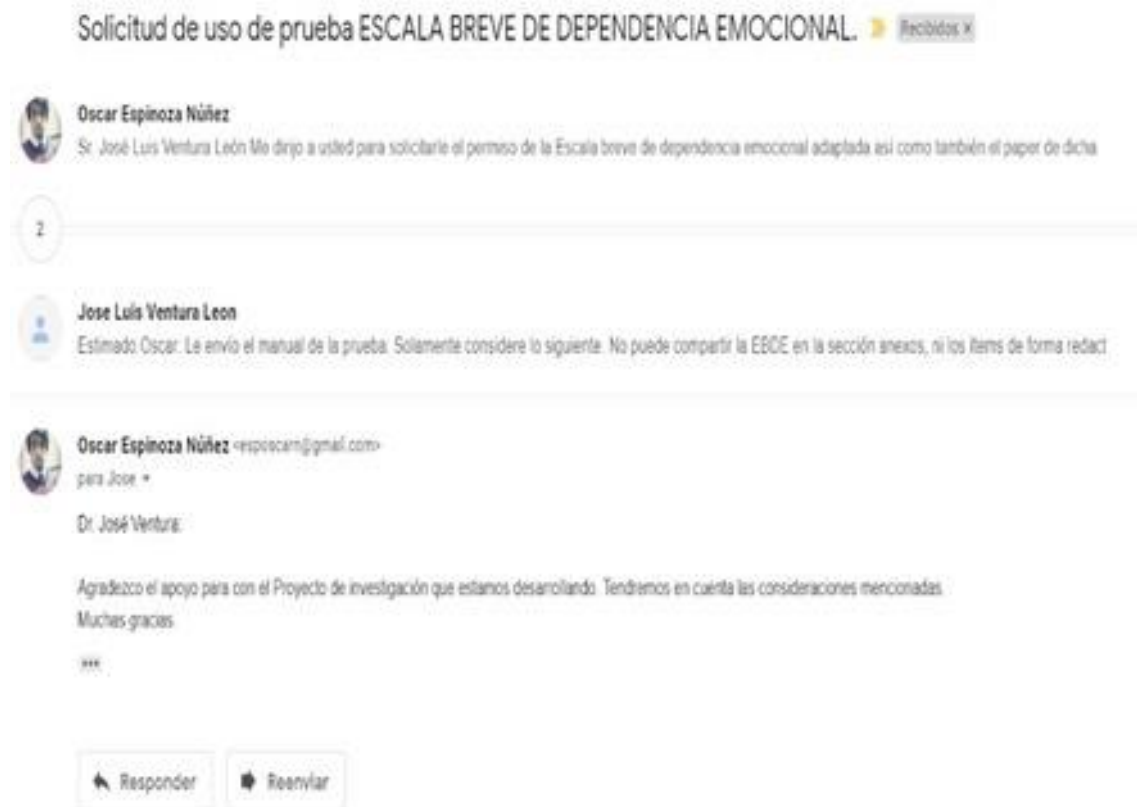 Solicitud de uso de prueba ESCALA BREVE DE DEPENDENCIA EMOCIONAL. Recibidos x
Oscar Espinoza Núñez
Sr. José Luis Ventura León Me dirijo a usted para solicitarle el permiso de la Escala breve de dependencia emocional adaptada así como también el paper de dicha
2
Jose Luis Ventura Leon
Estimado Oscar: Le envío el manual de la prueba. Solamente considere lo siguiente: No puede compartir la EBDE en la sección anexos, ni los ítems de forma redact
Oscar Espinoza Núñez <esposcarn@gmail.com>
para Jose
Dr. José Ventura:
Agradezco el apoyo para con el Proyecto de investigación que estamos desarrollando. Tendremos en cuenta las consideraciones mencionadas.
Muchas gracias
•••
Responder
Reenviar